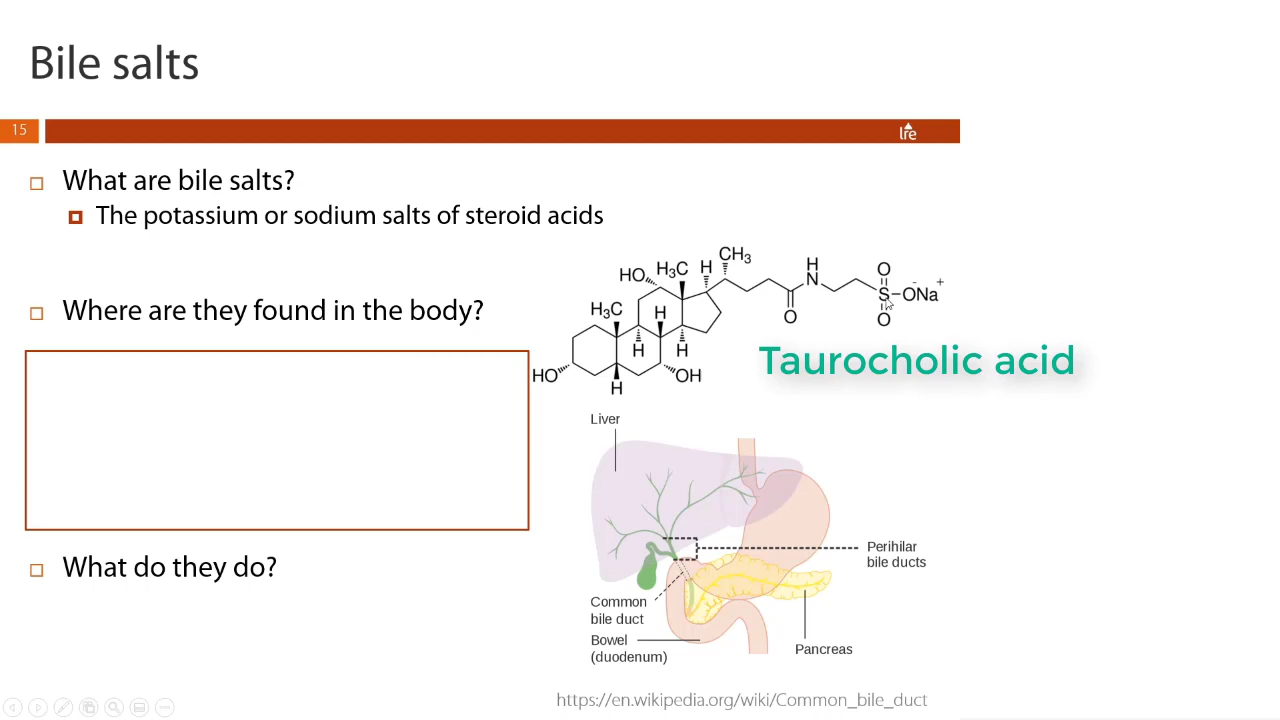 Bile salts
15
lre
What are bile salts?
The potassium or sodium salts of steroid acids
Where are they found in the body?
What do they do?
CH3
H
HO
H3C
H
N
O
S
-
+
ONa
O
O
H3C
H
H
H
HO
OH
H
Taurocholic acid
Liver
Perihilar
bile ducts
Common
bile duct
Bowel
(duodenum)
Pancreas
https://en.wikipedia.org/wiki/Common_bile_duct